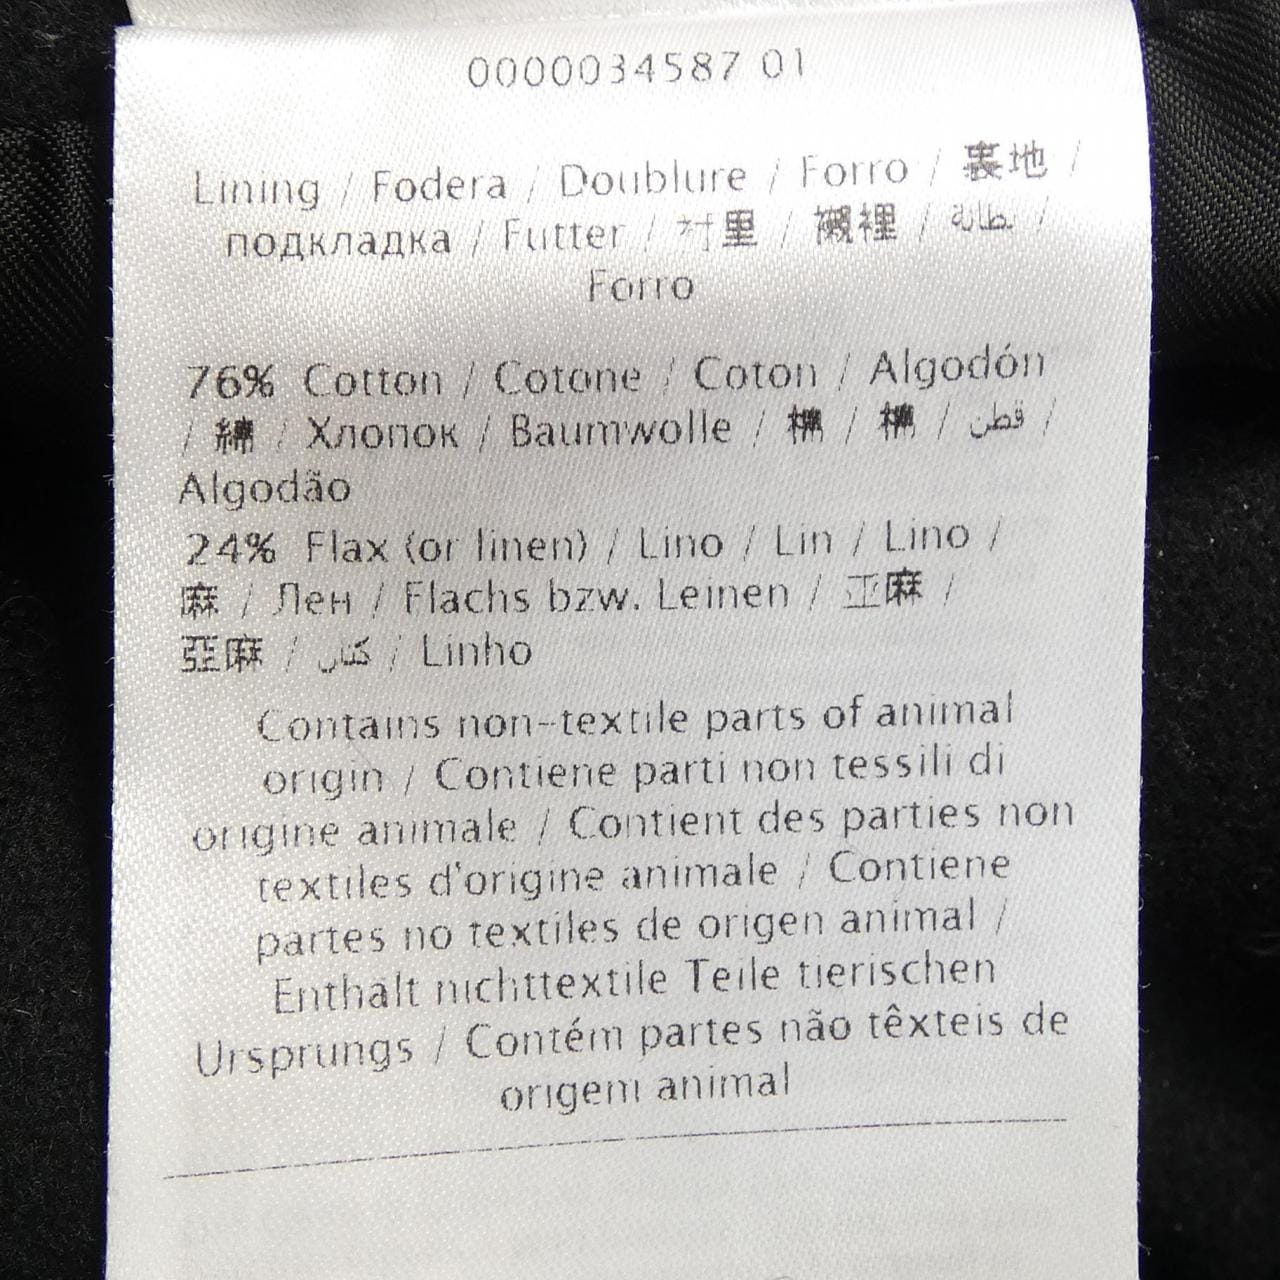 0000034587 01
Lining / Fodera / Doublure / Forro / 裏地 /
подкладка / Futter / 衬里 / 襯裡 / بطانة /
Forro
76% Cotton / Cotone / Coton / Algodón
/ 綿 / Хлопок / Baumwolle / 棉 / 棉 / قطن /
Algodão
24% Flax (or linen) / Lino / Lin / Lino /
麻 / Лен / Flachs bzw. Leinen / 亚麻 /
亞麻 / كتان / Linho
Contains non-textile parts of animal
origin / Contiene parti non tessili di
origine animale / Contient des parties non
textiles d'origine animale / Contiene
partes no textiles de origen animal /
Enthält nichttextile Teile tierischen
Ursprungs / Contém partes não têxteis de
origem animal